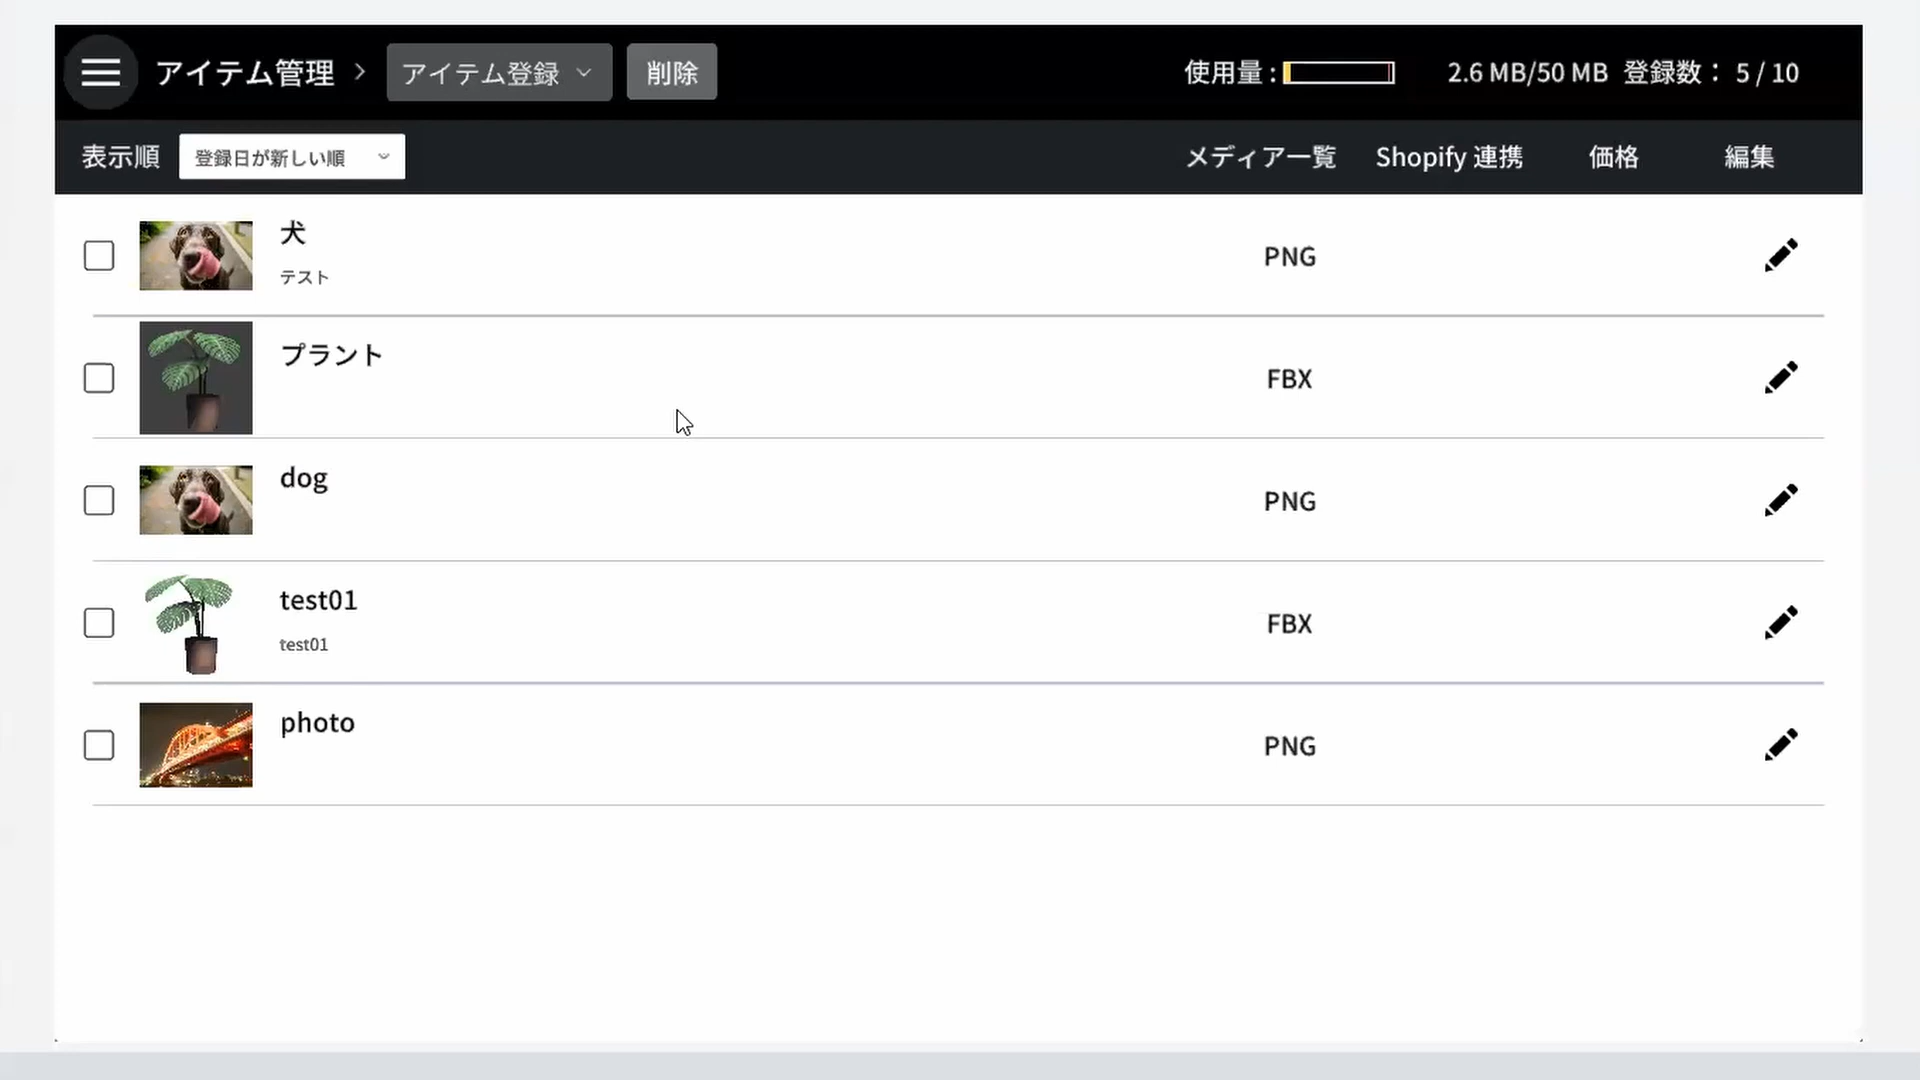 アイテム管理 > アイテム登録 削除 使用量 : 2.6 MB/50 MB 登録数： 5 / 10
表示順 登録日が新しい順 メディア一覧 Shopify 連携 価格 編集
犬
テスト
PNG
プラント
FBX
dog
PNG
test01
test01
FBX
photo
PNG